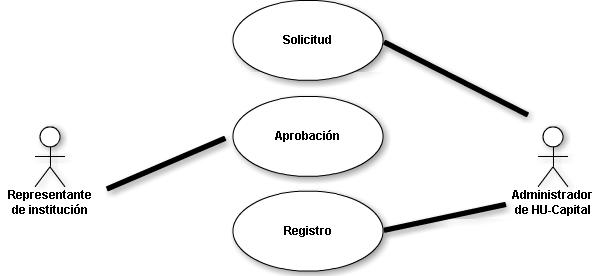 Solicitud
Aprobación
Representante
de institución
Administrador
de HU-Capital
Registro